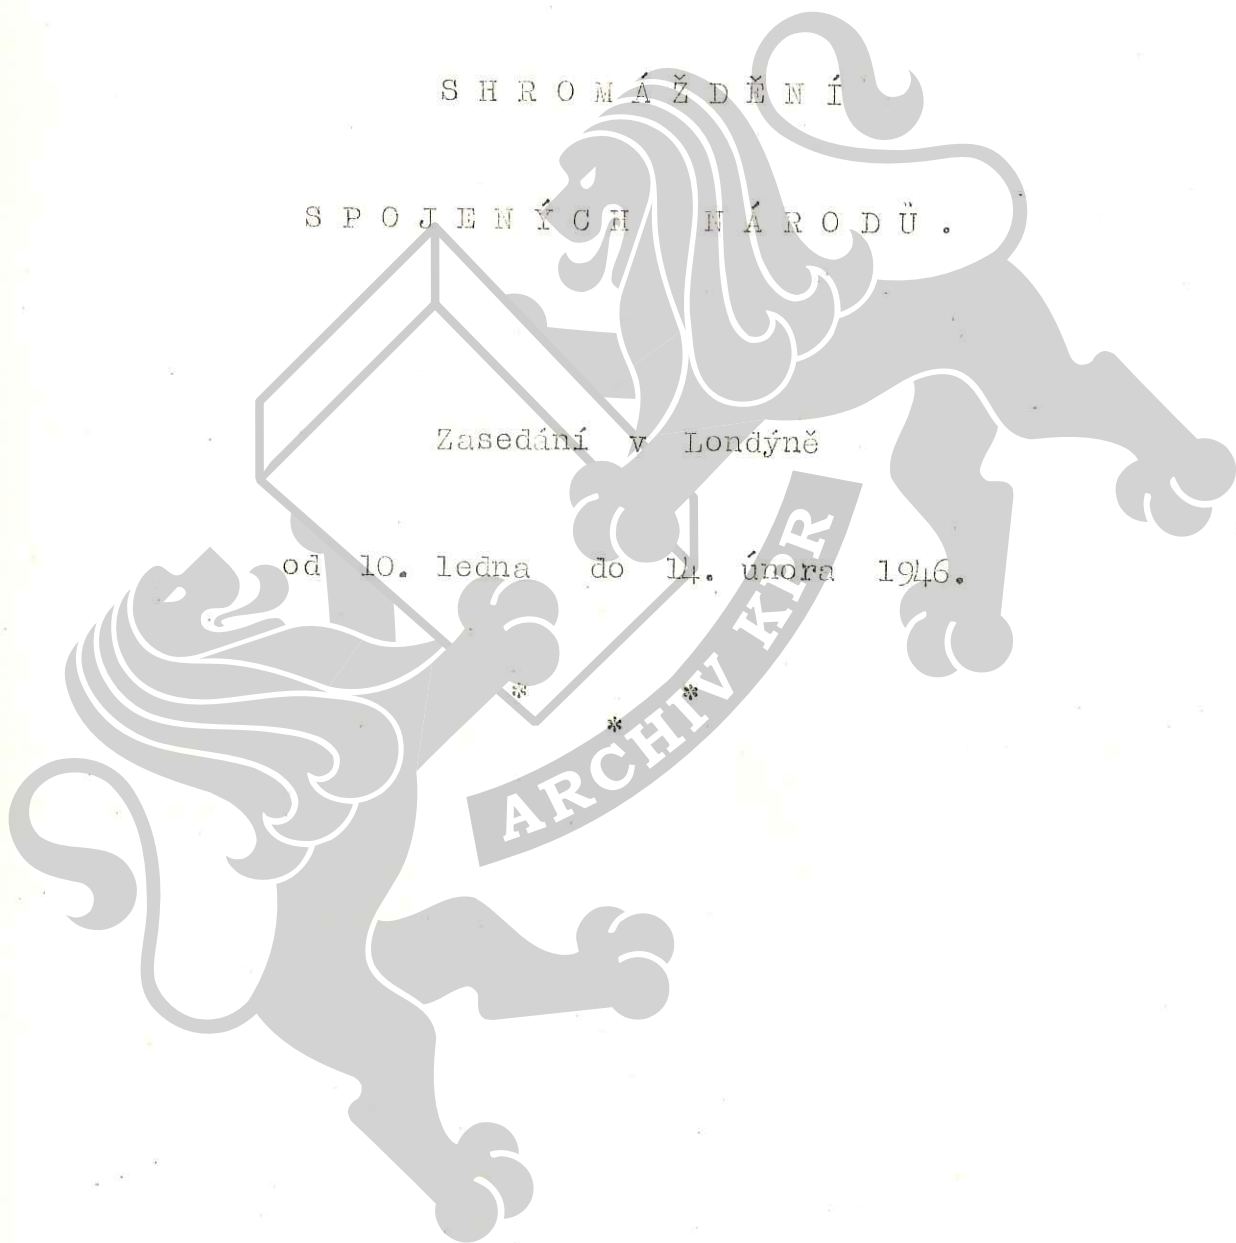 S H R O M Á Ž D Ě N Í
S P O J E N Ý C H   N Á R O D Ů .
Zasedání v Londýně
od 10. ledna do 14. února 1946.
*   *
*
ARCHIV KPR